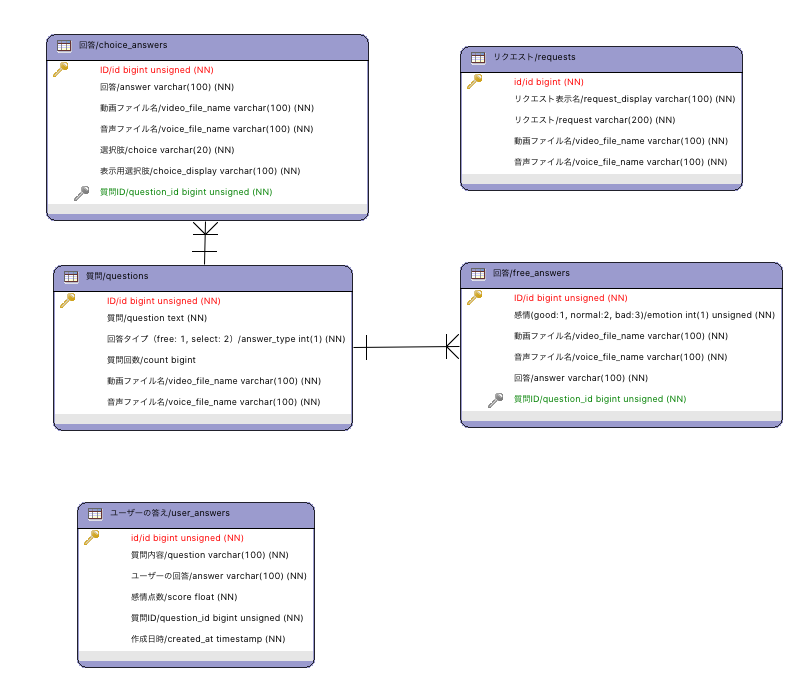 回答/choice_answers
ID/id bigint unsigned (NN)
回答/answer varchar(100) (NN)
動画ファイル名/video_file_name varchar(100) (NN)
音声ファイル名/voice_file_name varchar(100) (NN)
選択肢/choice varchar(20) (NN)
表示用選択肢/choice_display varchar(100) (NN)
質問ID/question_id bigint unsigned (NN)
リクエスト/requests
id/id bigint (NN)
リクエスト表示名/request_display varchar(100) (NN)
リクエスト/request varchar(200) (NN)
動画ファイル名/video_file_name varchar(100) (NN)
音声ファイル名/voice_file_name varchar(100) (NN)
質問/questions
ID/id bigint unsigned (NN)
質問/question text (NN)
回答タイプ（free: 1, select: 2）/answer_type int(1) (NN)
質問回数/count bigint
動画ファイル名/video_file_name varchar(100) (NN)
音声ファイル名/voice_file_name varchar(100) (NN)
回答/free_answers
ID/id bigint unsigned (NN)
感情(good:1, normal:2, bad:3)/emotion int(1) unsigned (NN)
動画ファイル名/video_file_name varchar(100) (NN)
音声ファイル名/voice_file_name varchar(100) (NN)
回答/answer varchar(100) (NN)
質問ID/question_id bigint unsigned (NN)
ユーザーの答え/user_answers
id/id bigint unsigned (NN)
質問内容/question varchar(100) (NN)
ユーザーの回答/answer varchar(100) (NN)
感情点数/score float (NN)
質問ID/question_id bigint unsigned (NN)
作成日時/created_at timestamp (NN)